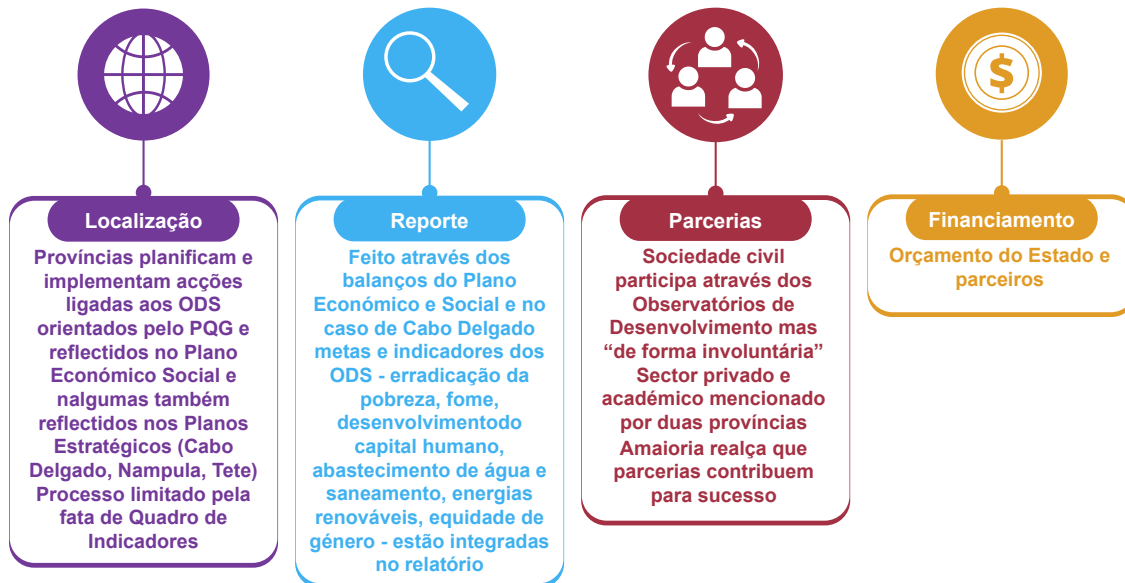 Localização
Províncias planificam e
implementam acções
ligadas aos ODS
orientados pelo PQG e
reflectidos no Plano
Económico Social e
nalgumas também
reflectidos nos Planos
Estratégicos (Cabo
Delgado, Nampula, Tete)
Processo limitado pela
fata de Quadro de
Indicadores
Reporte
Feito através dos
balanços do Plano
Económico e Social e no
caso de Cabo Delgado
metas e indicadores dos
ODS - erradicação da
pobreza, fome,
desenvolvimentodo
capital humano,
abastecimento de água e
saneamento, energias
renováveis, equidade de
género - estão integradas
no relatório
Parcerias
Sociedade civil
participa através dos
Observatórios de
Desenvolvimento mas
“de forma involuntária”
Sector privado e
académico mencionado
por duas províncias
Amaioria realça que
parcerias contribuem
para sucesso
$
Financiamento
Orçamento do Estado e
parceiros